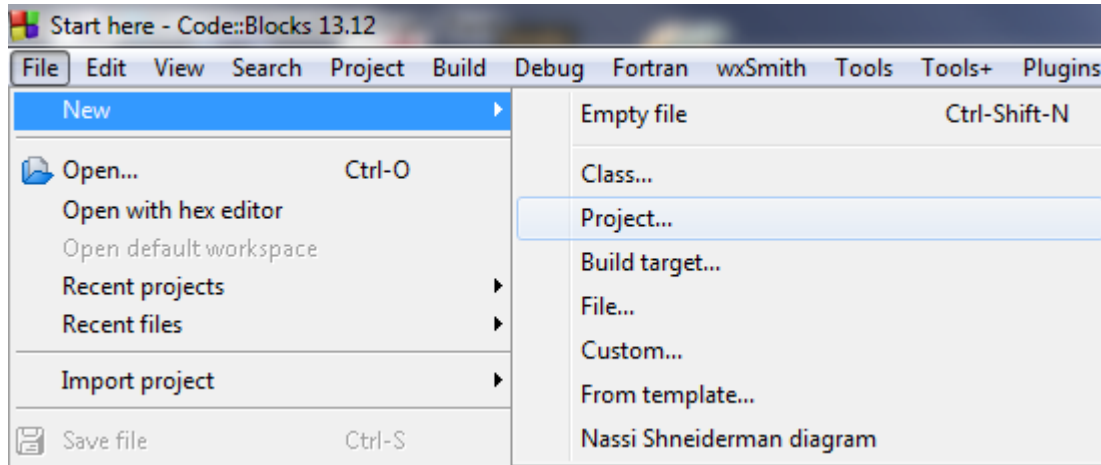 Start here - Code::Blocks 13.12
File Edit View Search Project Build Debug Fortran wxSmith Tools Tools+ Plugins
New
Open... Ctrl-O
Open with hex editor
Open default workspace
Recent projects
Recent files
Import project
Save file Ctrl-S
Empty file Ctrl-Shift-N
Class...
Project...
Build target...
File...
Custom...
From template...
Nassi Shneiderman diagram